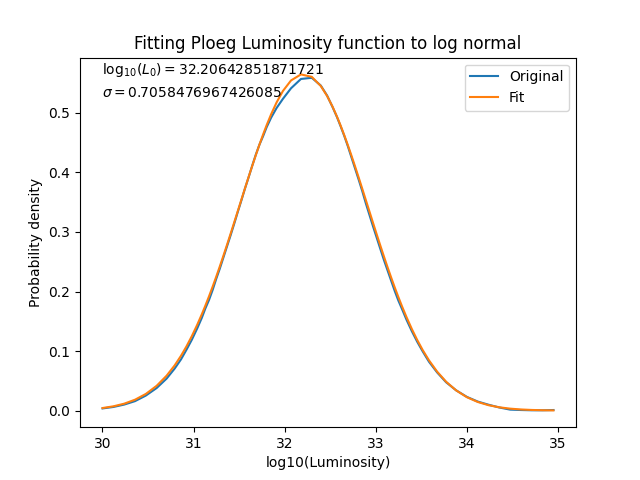 Fitting Ploeg Luminosity function to log normal
log₁₀(L₀) = 32.20642851871721
σ = 0.7058476967426085
Original
Fit
Probability density
0.5
0.4
0.3
0.2
0.1
0.0
30 31 32 33 34 35
log10(Luminosity)